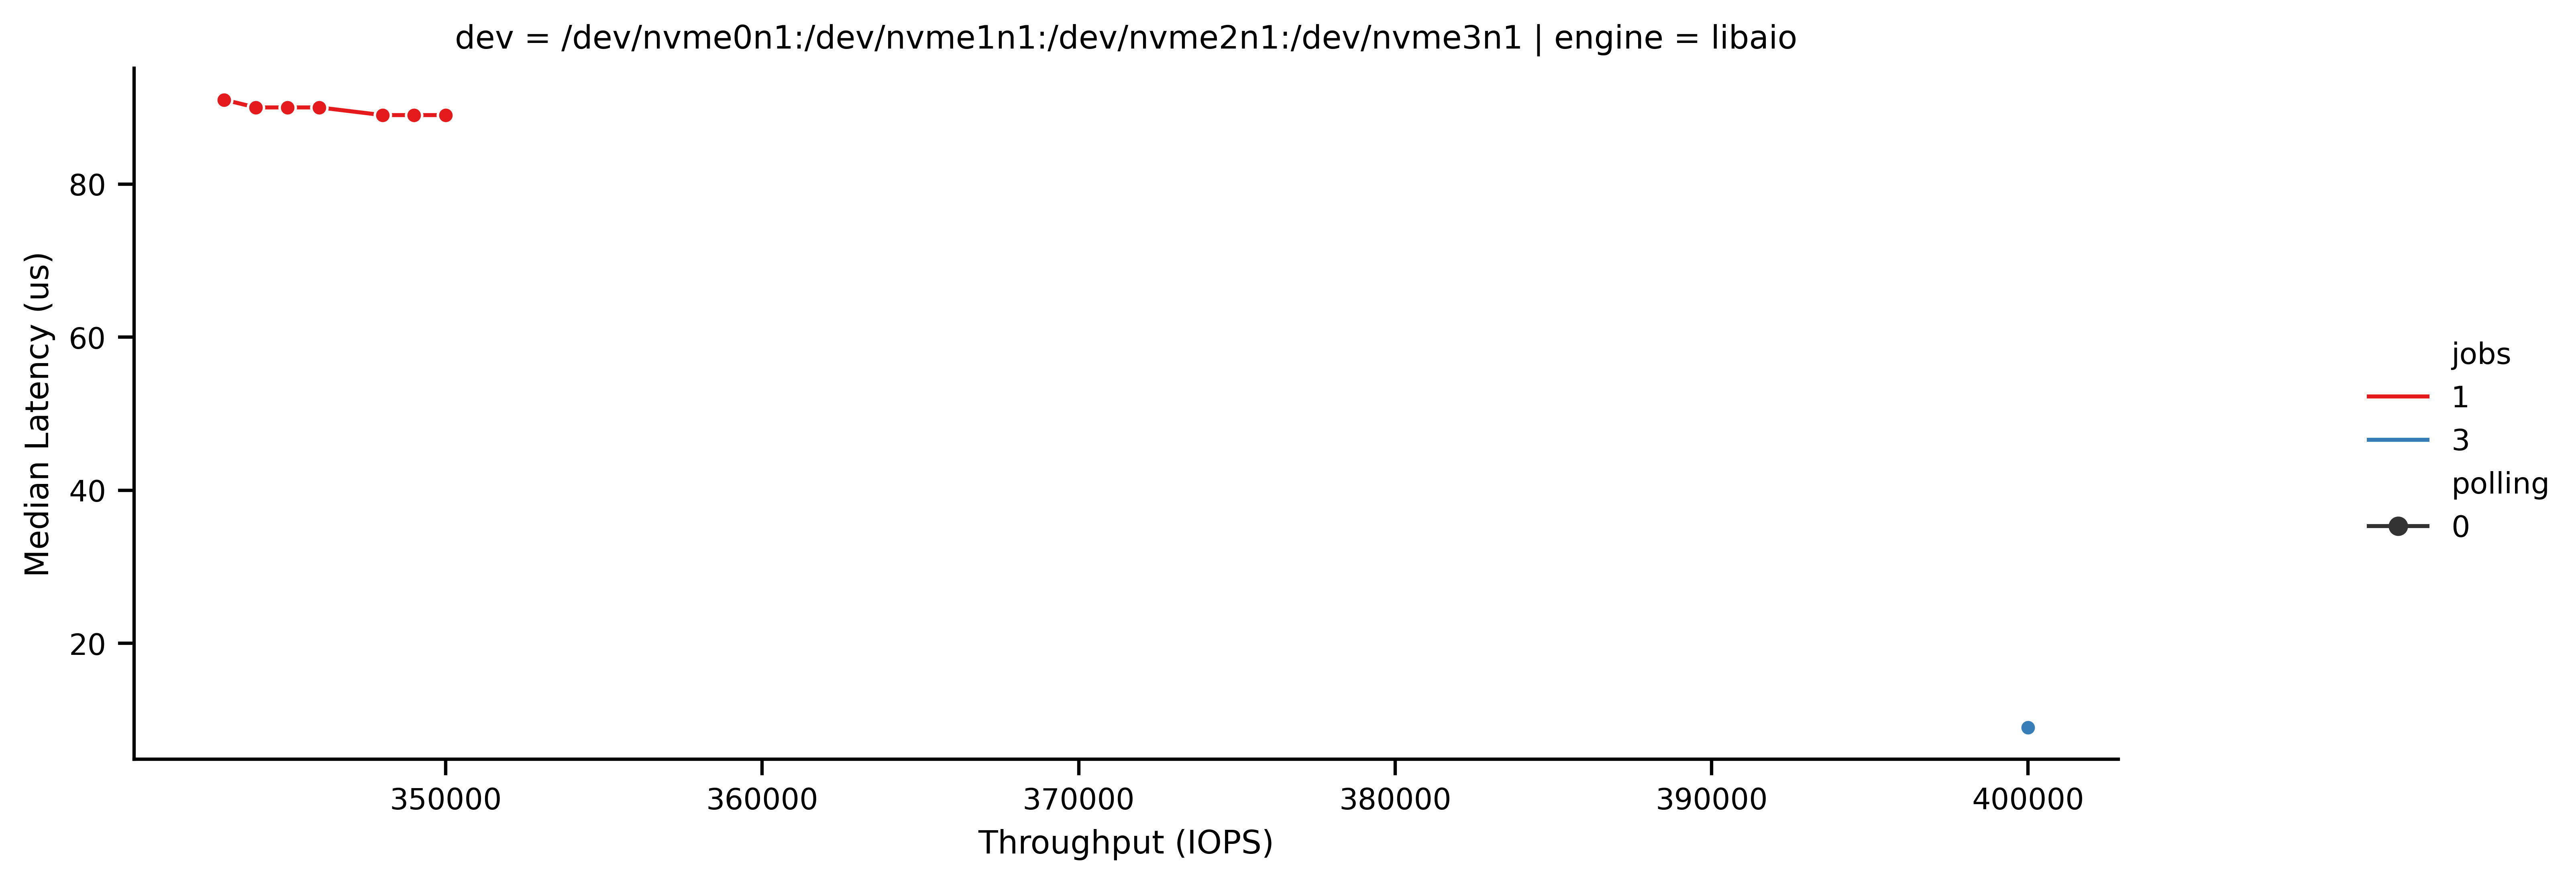 dev = /dev/nvme0n1:/dev/nvme1n1:/dev/nvme2n1:/dev/nvme3n1 | engine = libaio
Median Latency (us)
80
60
40
20
350000 360000 370000 380000 390000 400000
Throughput (IOPS)
jobs
1
3
polling
0